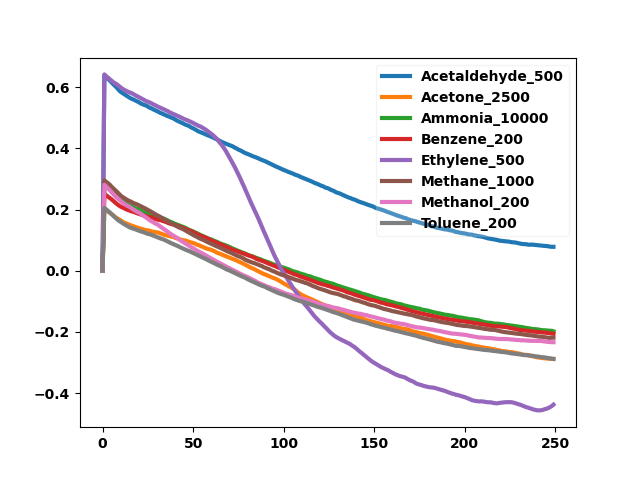 0.6
0.4
0.2
0.0
−0.2
−0.4
0
50
100
150
200
250
Acetaldehyde_500
Acetone_2500
Ammonia_10000
Benzene_200
Ethylene_500
Methane_1000
Methanol_200
Toluene_200